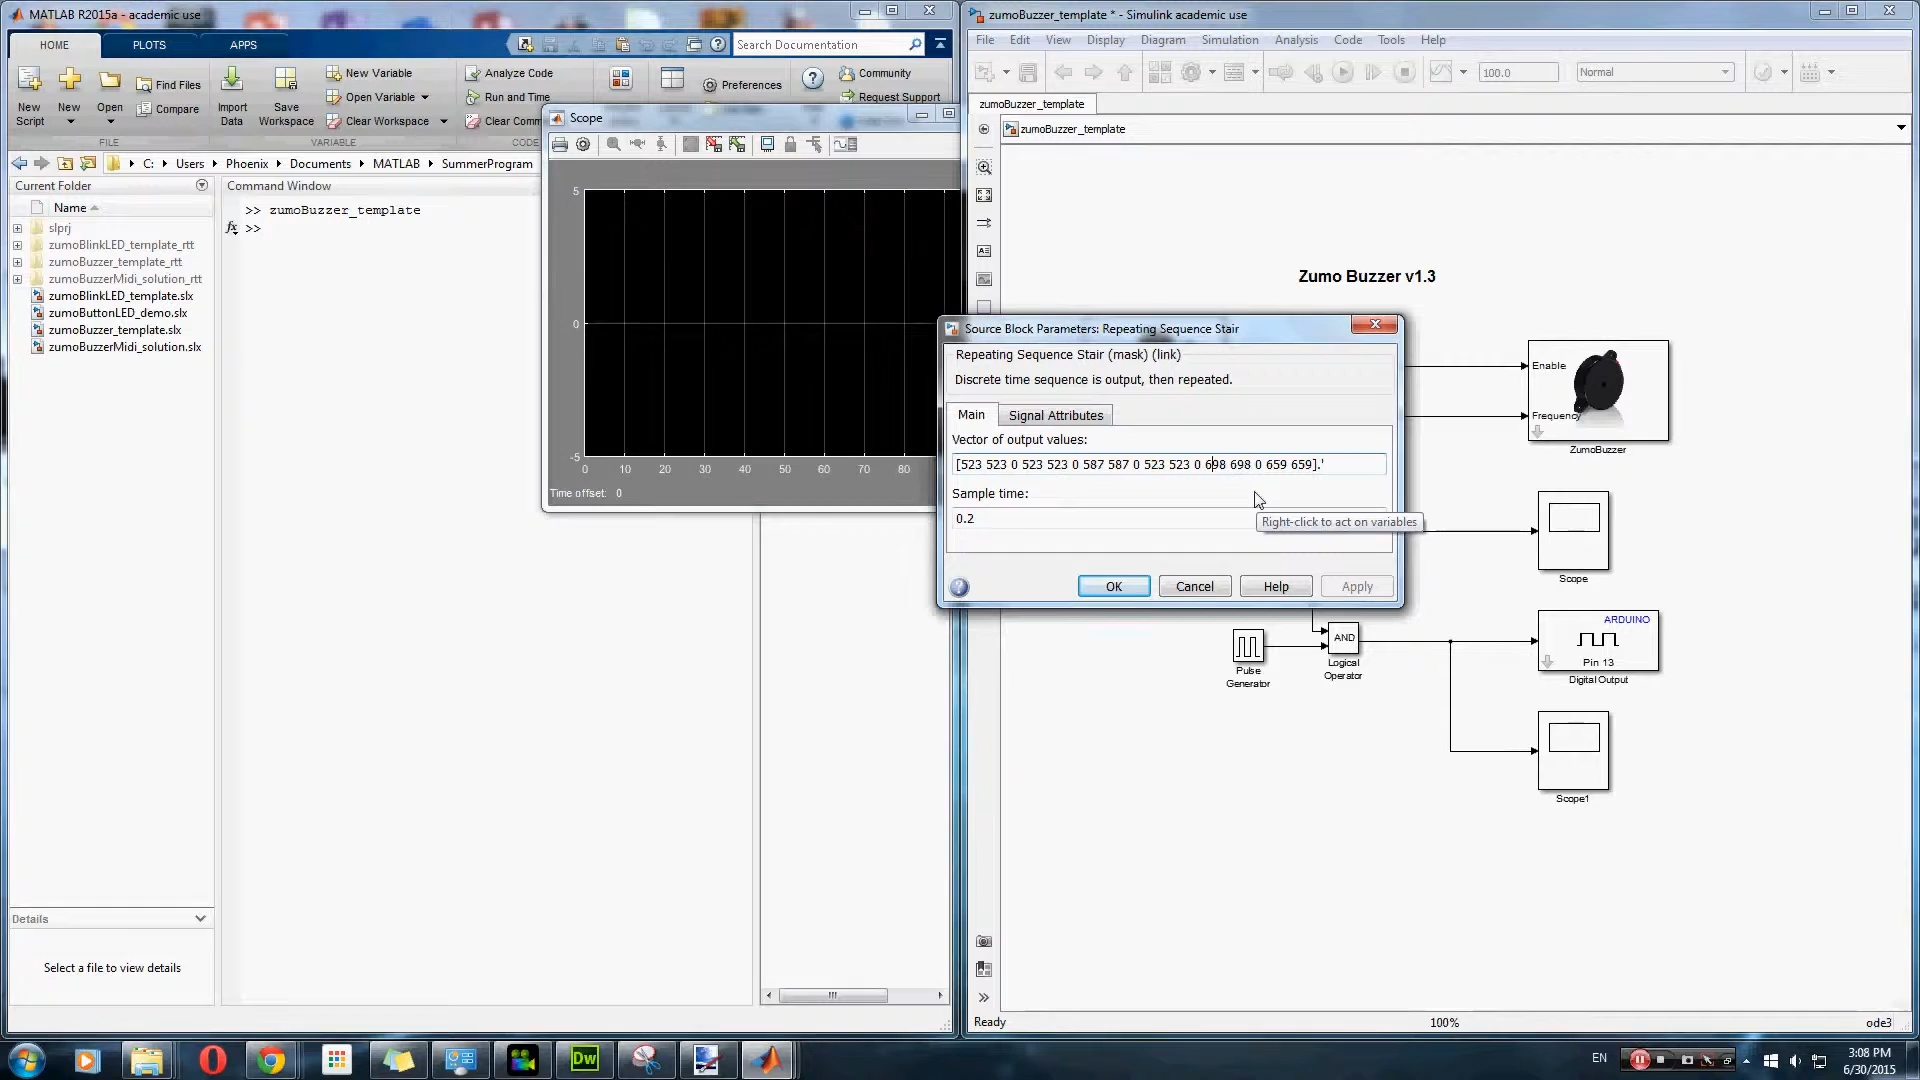 MATLAB R2015a - academic use
HOME
PLOTS
APPS
Search Documentation
New
Script
New
Open
Find Files
Compare
Import
Data
Save
Workspace
New Variable
Open Variable
Clear Workspace
Analyze Code
Run and Time
Clear Comm
Preferences
Community
Request Support
FILE
VARIABLE
CODE
C:
Users
Phoenix
Documents
MATLAB
SummerProgram
Current Folder
Name
slprj
zumoBlinkLED_template_rtt
zumoBuzzer_template_rtt
zumoBuzzerMidi_solution_rtt
zumoBlinkLED_template.slx
zumoButtonLED_demo.slx
zumoBuzzer_template.slx
zumoBuzzerMidi_solution.slx
Details
Select a file to view details
Command Window
>> zumoBuzzer_template
fx >>
Scope
5
0
-5
0 10 20 30 40 50 60 70 80
Time offset: 0
zumoBuzzer_template * - Simulink academic use
File Edit View Display Diagram Simulation Analysis Code Tools Help
100.0
Normal
zumoBuzzer_template
zumoBuzzer_template
Zumo Buzzer v1.3
Source Block Parameters: Repeating Sequence Stair
Repeating Sequence Stair (mask) (link)
Discrete time sequence is output, then repeated.
Main
Signal Attributes
Vector of output values:
[523 523 0 523 523 0 587 587 0 523 523 0 698 698 0 659 659].'
Sample time:
0.2
Right-click to act on variables
OK
Cancel
Help
Apply
Enable
Frequency
ZumoBuzzer
Scope
ARDUINO
Pin 13
Digital Output
Scope1
Pulse
Generator
AND
Logical
Operator
Ready
100%
ode3
Dw
EN
3:08 PM
6/30/2015